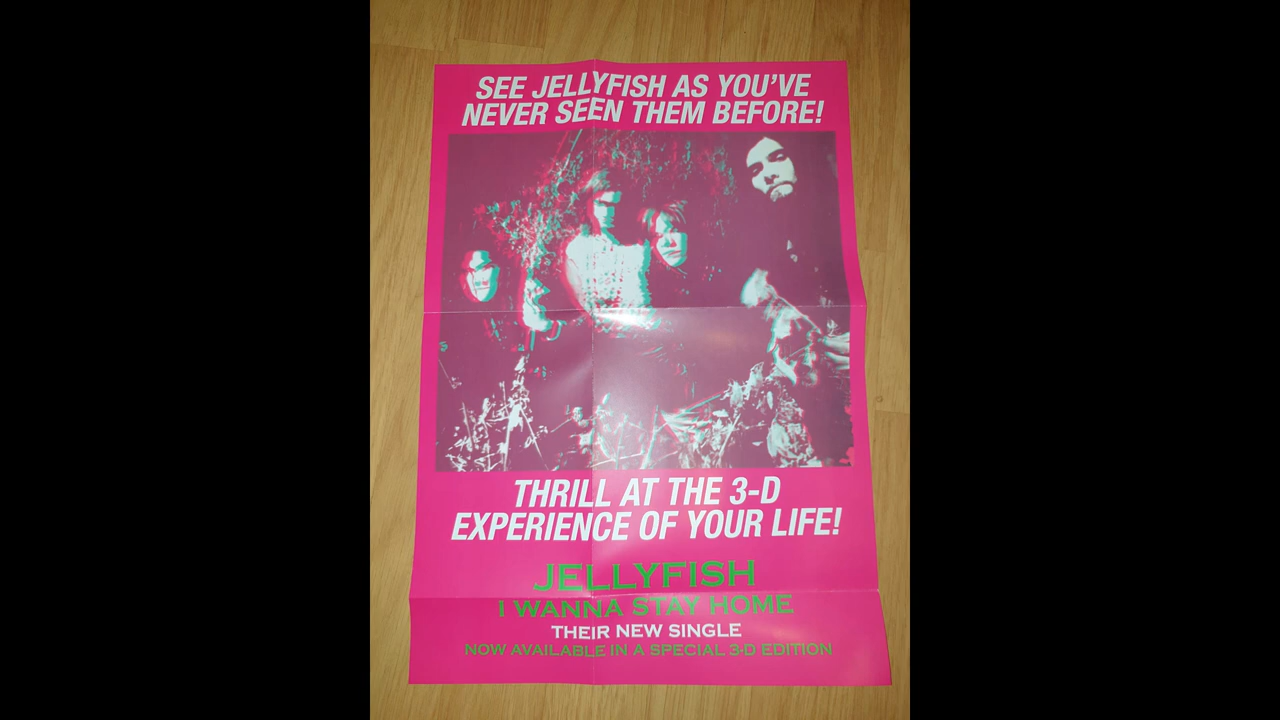 SEE JELLYFISH AS YOU'VE
NEVER SEEN THEM BEFORE!
THRILL AT THE 3-D
EXPERIENCE OF YOUR LIFE!
JELLYFISH
I WANNA STAY HOME
THEIR NEW SINGLE
NOW AVAILABLE IN A SPECIAL 3-D EDITION